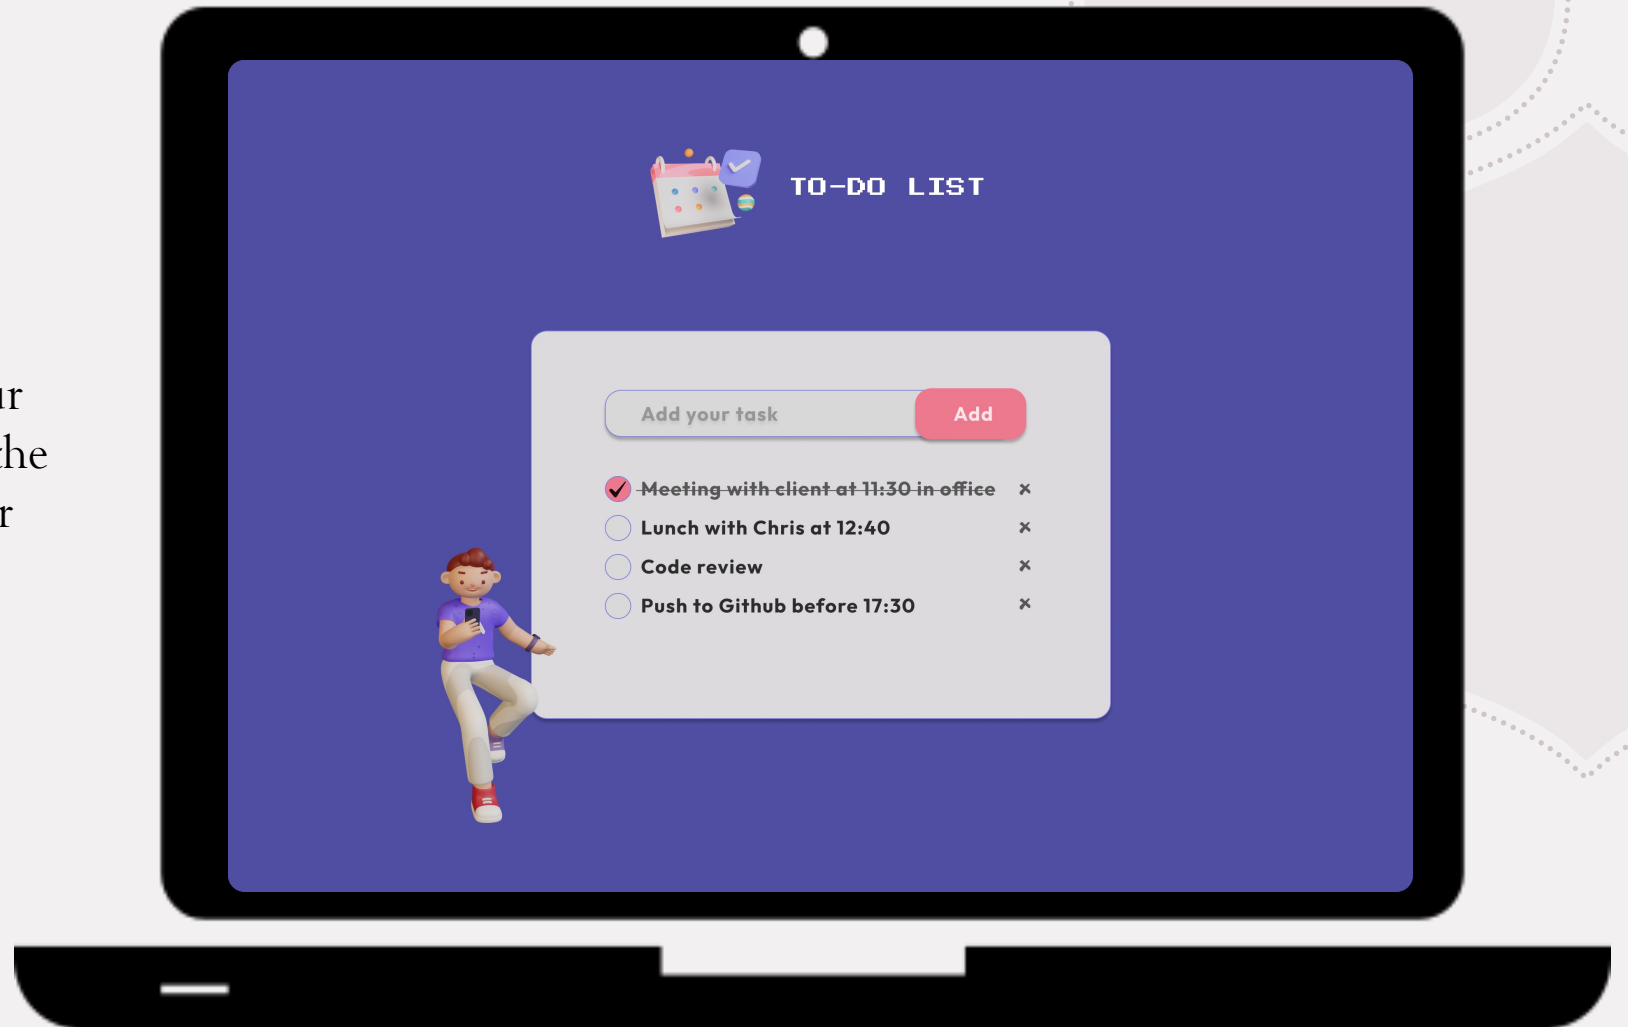 TO-DO LIST
Add your task
Add
Meeting with client at 11:30 in office
Lunch with Chris at 12:40
Code review
Push to Github before 17:30